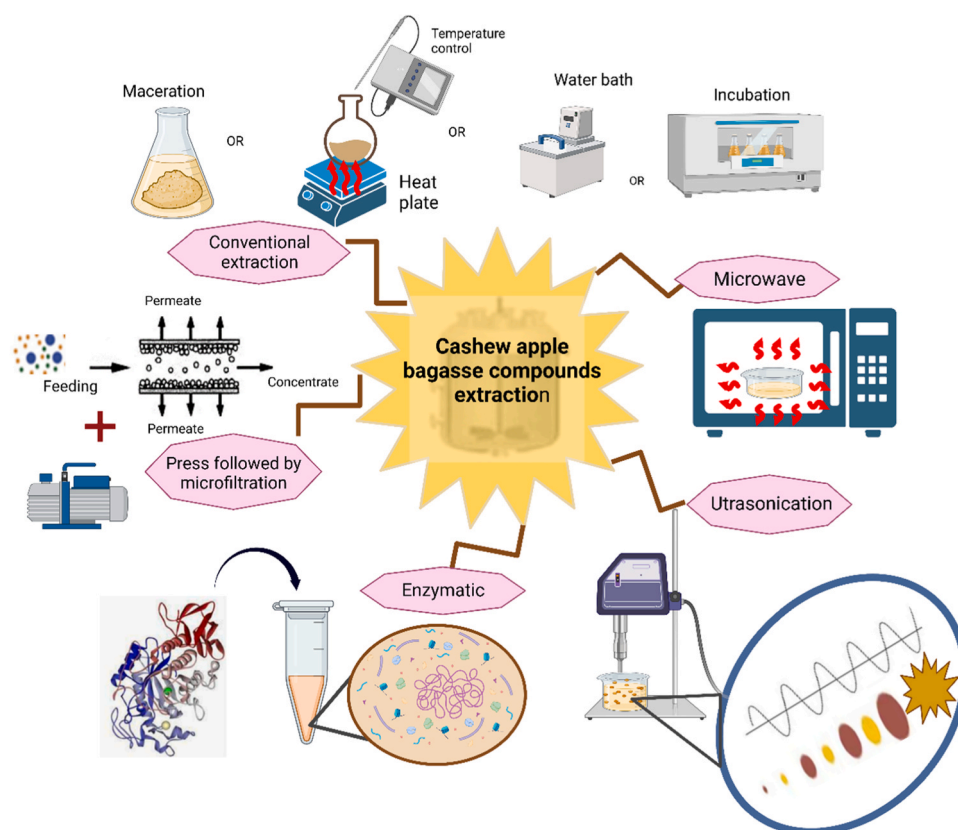 Temperature
control
Maceration
OR
Heat
plate
OR
Water bath
OR
Incubation
Conventional
extraction
Microwave
Cashew apple
bagasse compounds
extraction
Permeate
Feeding
Concentrate
Permeate
Press followed by
microfiltration
Utrasonication
Enzymatic